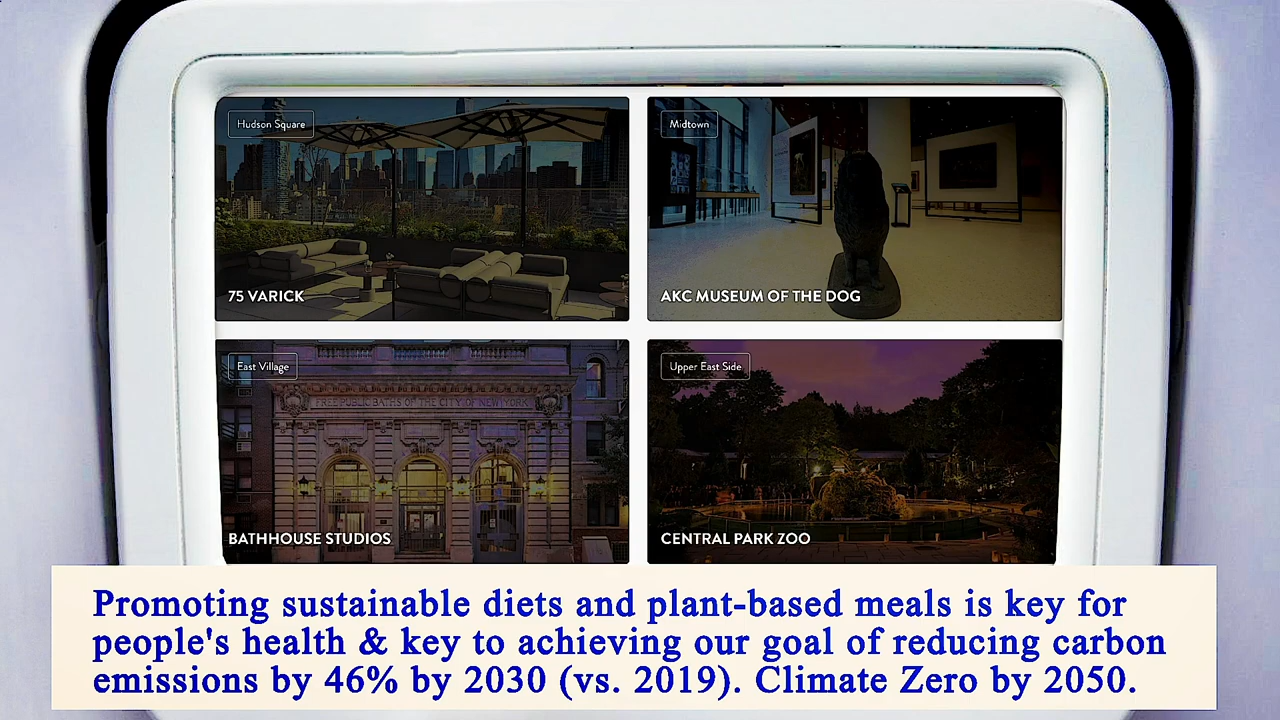 Hudson Square
75 VARICK
Midtown
AKC MUSEUM OF THE DOG
East Village
FREE PUBLIC BATHS OF THE CITY OF NEW YORK
BATHHOUSE STUDIOS
Upper East Side
CENTRAL PARK ZOO
Promoting sustainable diets and plant-based meals is key for
people's health & key to achieving our goal of reducing carbon
emissions by 46% by 2030 (vs. 2019). Climate Zero by 2050.